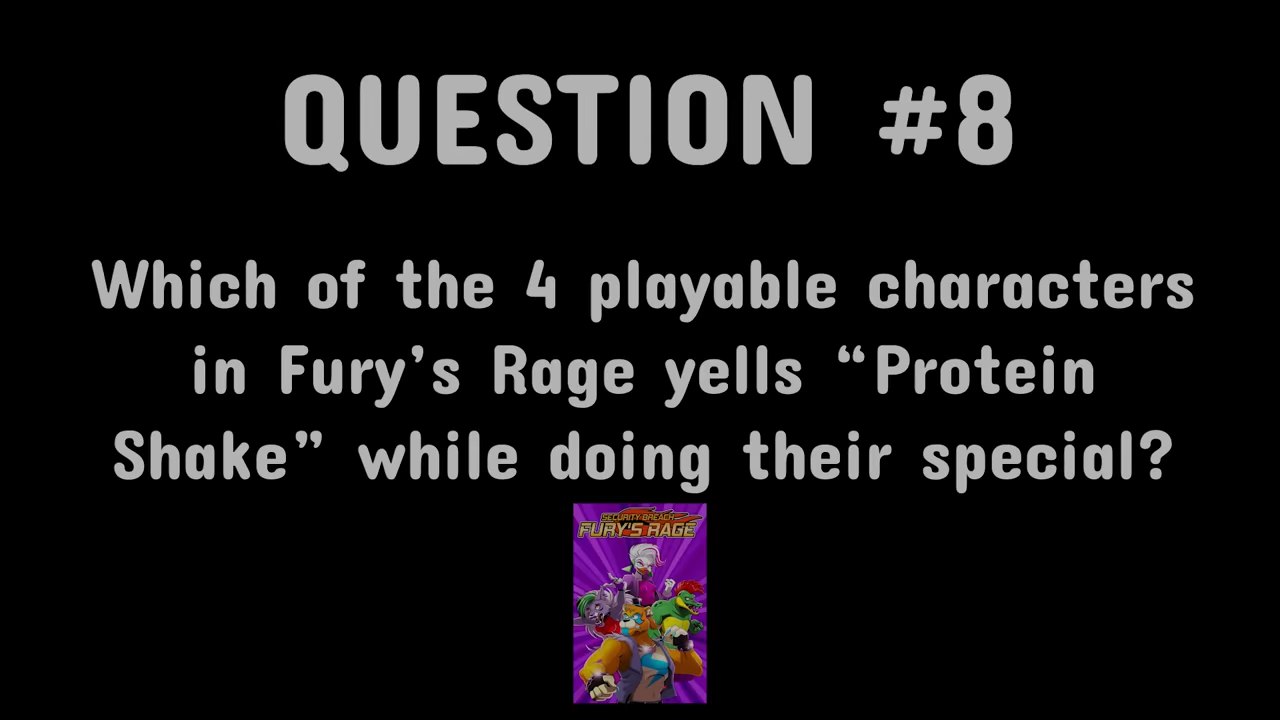 QUESTION #8
Which of the 4 playable characters
in Fury’s Rage yells “Protein
Shake” while doing their special?
SECURITY BREACH
FURY'S RAGE